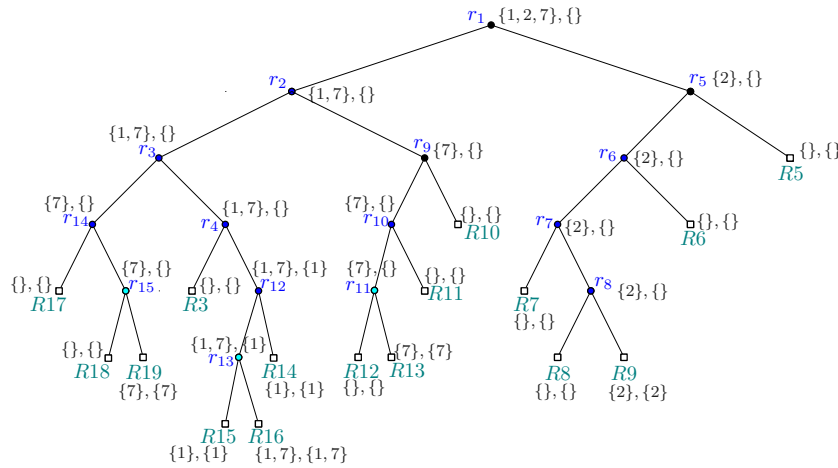 r1 {1, 2, 7}, {}
r2 {1, 7}, {}
r5 {2}, {}
{1, 7}, {}
r3
r9 {7}, {}
r6 {2}, {}
{}, {}
R5
{7}, {}
r14
{1, 7}, {}
r4
{7}, {}
r10
{}, {}
R10
r7 {2}, {}
{}, {}
R6
{}, {}
R17
{7}, {}
r15
{}, {}
R3
{1, 7}, {1}
r12
{7}, {}
r11
{}, {}
R11
R7
{}, {}
r8 {2}, {}
{}, {}
R18
R19
{7}, {7}
{1, 7}, {1}
r13
R14
{1}, {1}
R12
{}, {}
{7}, {7}
R13
R8
{}, {}
R9
{2}, {2}
R15
{1}, {1}
R16
{1, 7}, {1, 7}